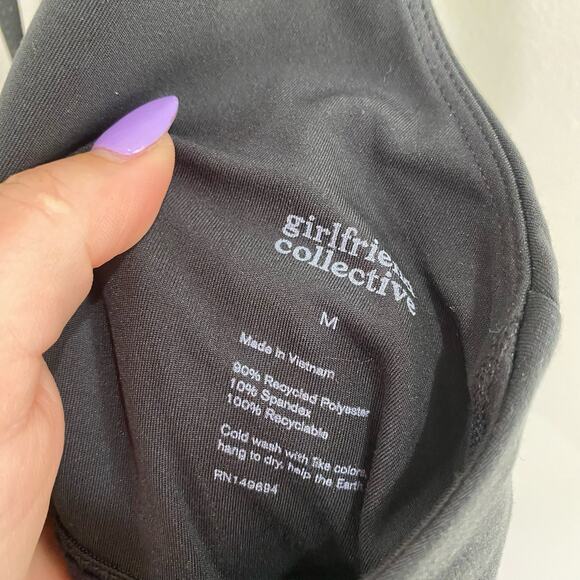 girlfriend
collective
M
Made in Vietnam
90% Recycled Polyester
10% Spandex
100% Recyclable
Cold wash with like colors,
hang to dry, help the Earth
RN149694